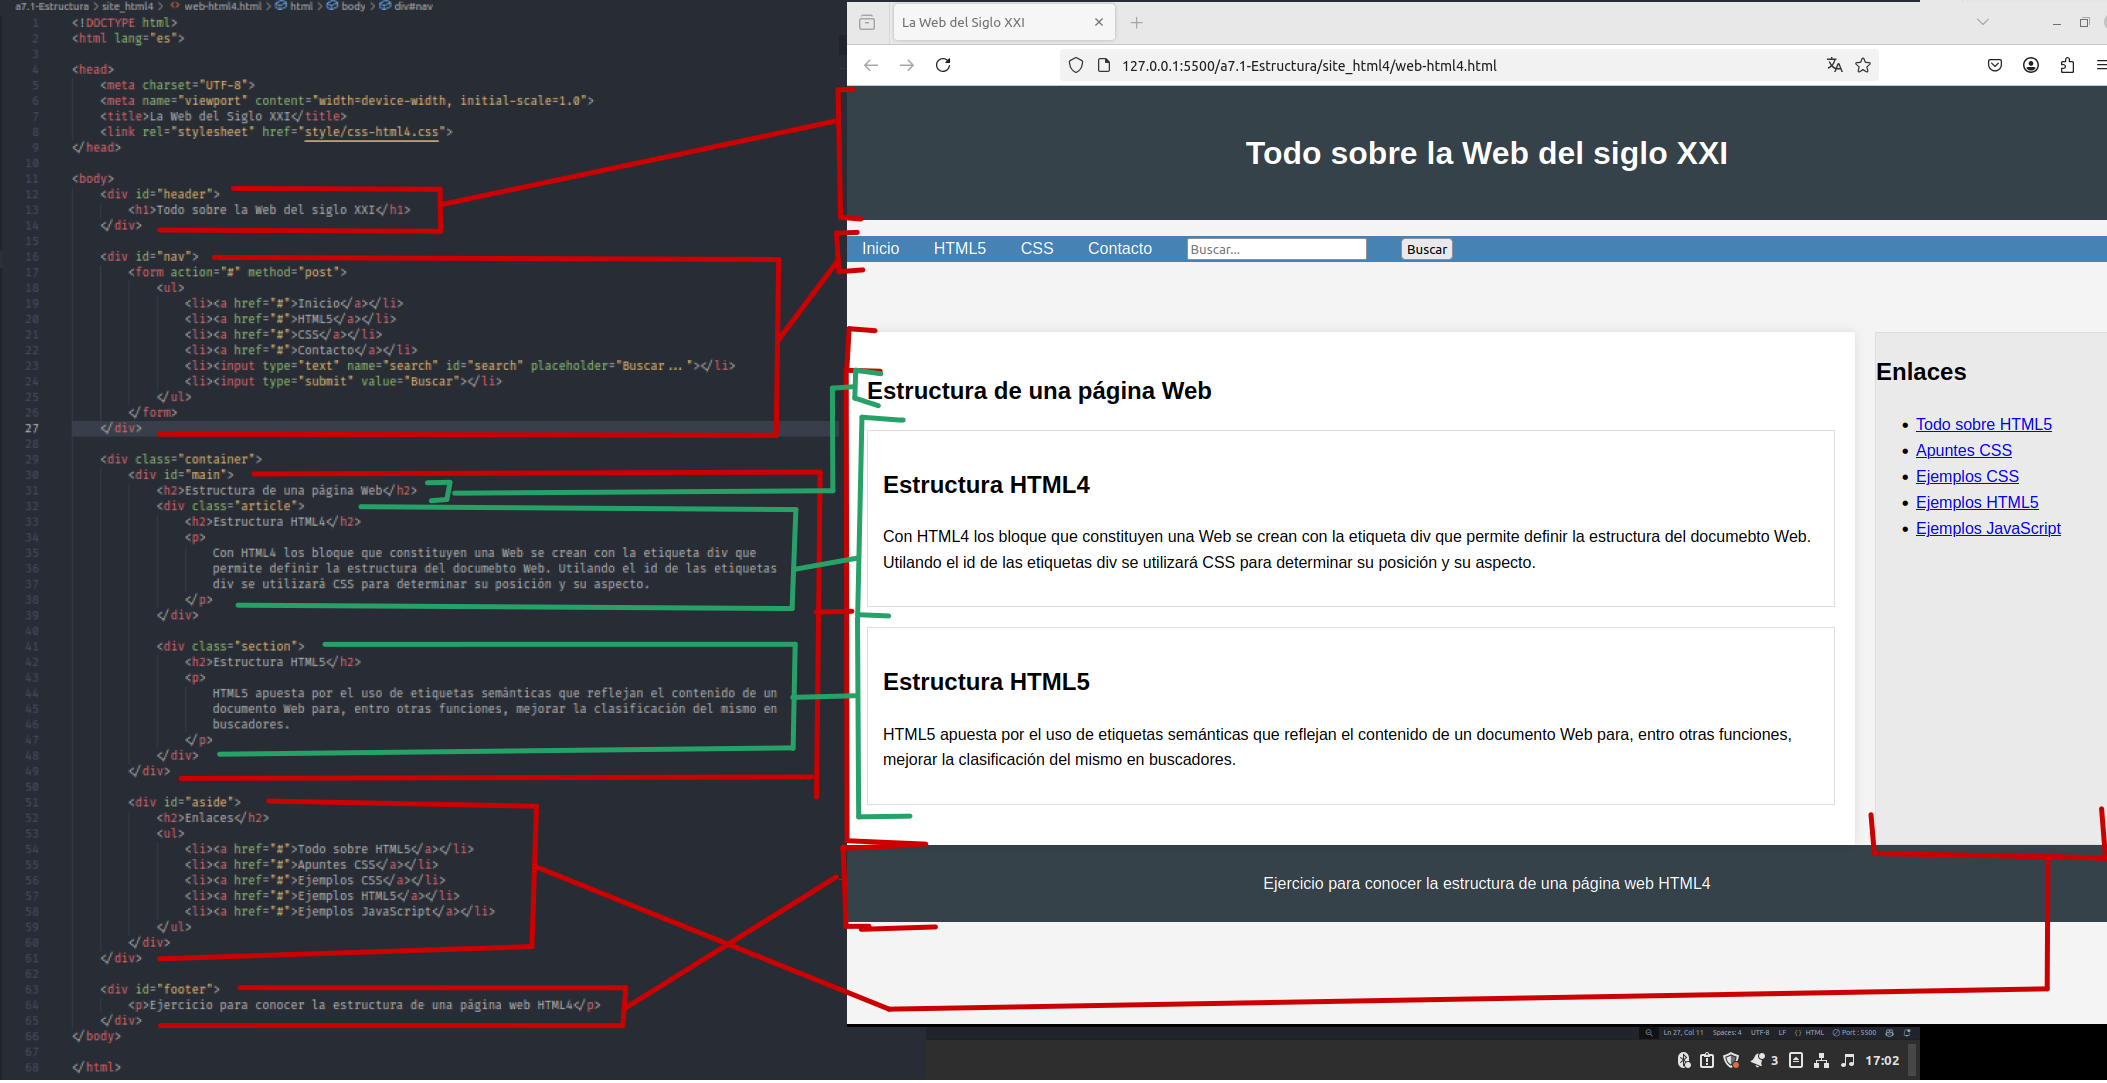 a7.1-Estructura > site_html4 > <> web-html4.html > html > body > div#nav
1 <!DOCTYPE html>
2 <html lang="es">
3
4 <head>
5 <meta charset="UTF-8">
6 <meta name="viewport" content="width=device-width, initial-scale=1.0">
7 <title>La Web del Siglo XXI</title>
8 <link rel="stylesheet" href="style/css-html4.css">
9 </head>
10
11 <body>
12 <div id="header">
13 <h1>Todo sobre la Web del siglo XXI</h1>
14 </div>
15
16 <div id="nav">
17 <form action="#" method="post">
18 <ul>
19 <li><a href="#">Inicio</a></li>
20 <li><a href="#">HTML5</a></li>
21 <li><a href="#">CSS</a></li>
22 <li><a href="#">Contacto</a></li>
23 <li><input type="text" name="search" id="search" placeholder="Buscar..."></li>
24 <li><input type="submit" value="Buscar"></li>
25 </ul>
26 </form>
27 </div>
28
29 <div class="container">
30 <div id="main">
31 <h2>Estructura de una página Web</h2>
32 <div class="article">
33 <h2>Estructura HTML4</h2>
34 <p>
35 Con HTML4 los bloque que constituyen una Web se crean con la etiqueta div que
36 permite definir la estructura del documebto Web. Utilando el id de las etiquetas
37 div se utilizará CSS para determinar su posición y su aspecto.
38 </p>
39 </div>
40
41 <div class="section">
42 <h2>Estructura HTML5</h2>
43 <p>
44 HTML5 apuesta por el uso de etiquetas semánticas que reflejan el contenido de un
45 documento Web para, entro otras funciones, mejorar la clasificación del mismo en
46 buscadores.
47 </p>
48 </div>
49 </div>
50
51 <div id="aside">
52 <h2>Enlaces</h2>
53 <ul>
54 <li><a href="#">Todo sobre HTML5</a></li>
55 <li><a href="#">Apuntes CSS</a></li>
56 <li><a href="#">Ejemplos CSS</a></li>
57 <li><a href="#">Ejemplos HTML5</a></li>
58 <li><a href="#">Ejemplos JavaScript</a></li>
59 </ul>
60 </div>
61 </div>
62
63 <div id="footer">
64 <p>Ejercicio para conocer la estructura de una página web HTML4</p>
65 </div>
66 </body>
67
68 </html>
La Web del Siglo XXI
127.0.0.1:5500/a7.1-Estructura/site_html4/web-html4.html
Todo sobre la Web del siglo XXI
Inicio HTML5 CSS Contacto Buscar... Buscar
Estructura de una página Web
Estructura HTML4
Con HTML4 los bloque que constituyen una Web se crean con la etiqueta div que permite definir la estructura del documebto Web.
Utilando el id de las etiquetas div se utilizará CSS para determinar su posición y su aspecto.
Estructura HTML5
HTML5 apuesta por el uso de etiquetas semánticas que reflejan el contenido de un documento Web para, entro otras funciones,
mejorar la clasificación del mismo en buscadores.
Enlaces
Todo sobre HTML5
Apuntes CSS
Ejemplos CSS
Ejemplos HTML5
Ejemplos JavaScript
Ejercicio para conocer la estructura de una página web HTML4
Ln 27, Col 11 Spaces: 4 UTF-8 LF {} HTML Port : 5500
3 17:02